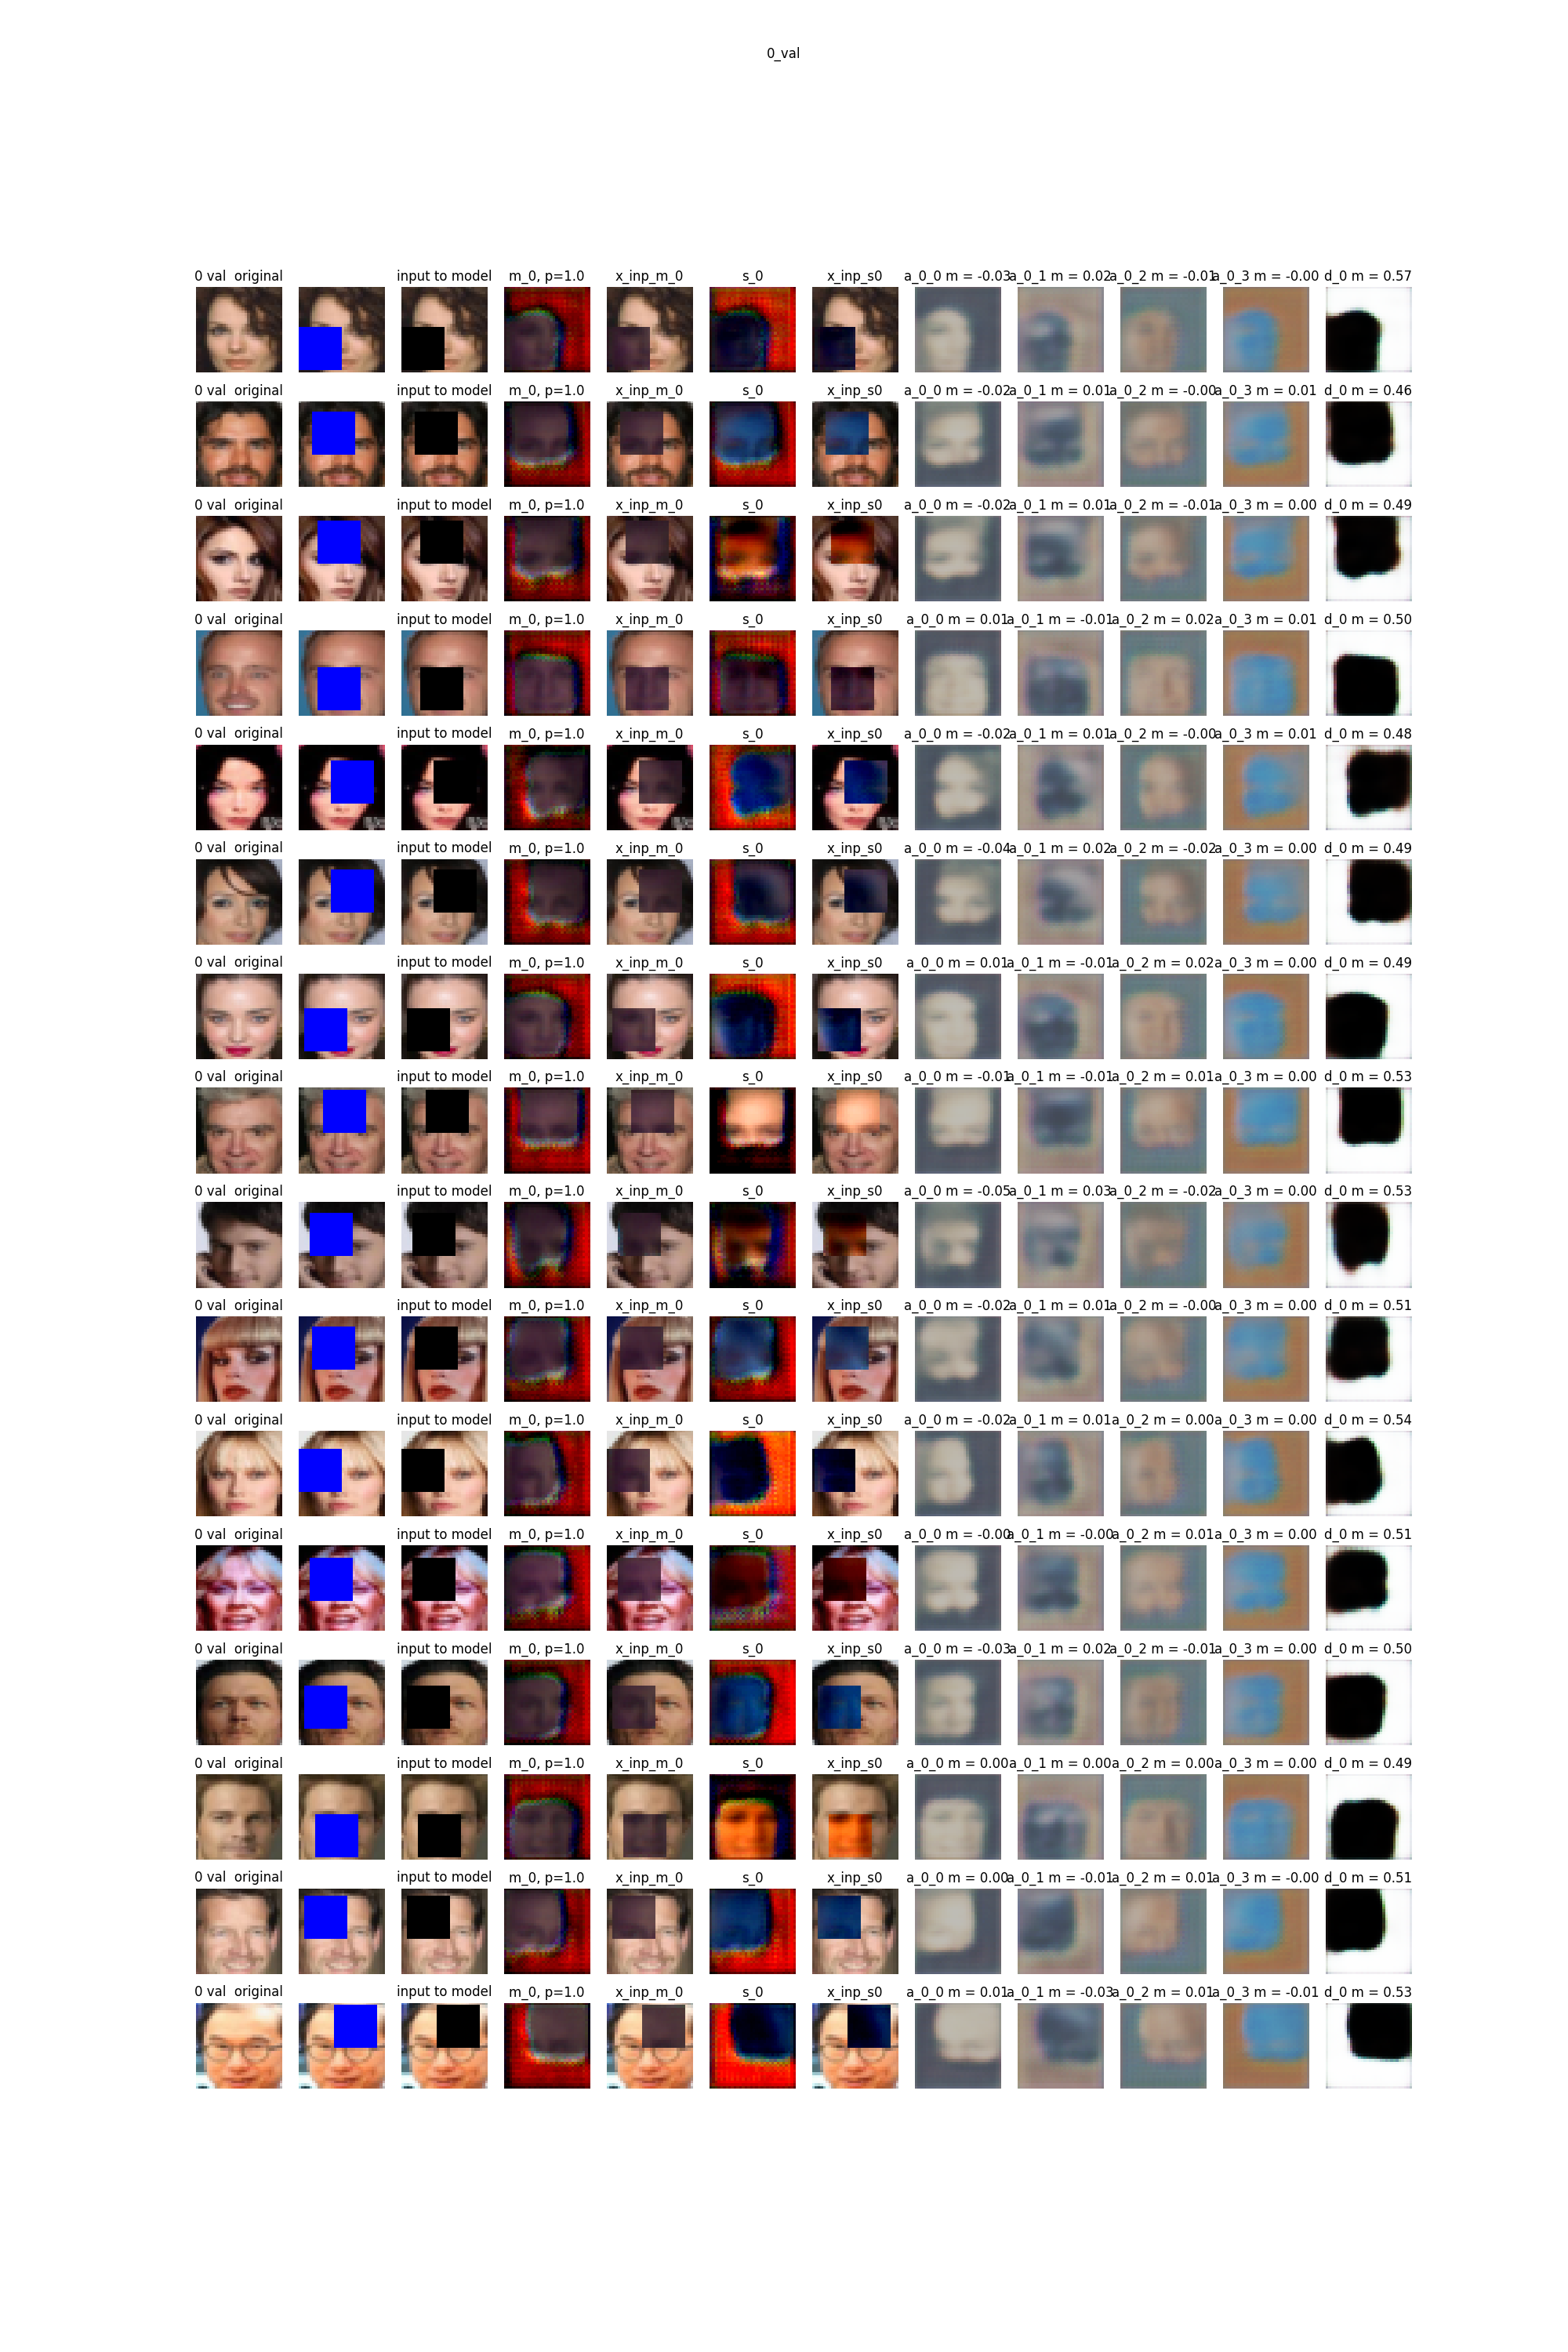 0_val
0 val  original input to model m_0, p=1.0 x_inp_m_0 s_0 x_inp_s0 a_0_0 m = -0.03 a_0_1 m = 0.02 a_0_2 m = -0.01 a_0_3 m = -0.00 d_0 m = 0.57
0 val  original input to model m_0, p=1.0 x_inp_m_0 s_0 x_inp_s0 a_0_0 m = -0.02 a_0_1 m = 0.01 a_0_2 m = -0.00 a_0_3 m = 0.01 d_0 m = 0.46
0 val  original input to model m_0, p=1.0 x_inp_m_0 s_0 x_inp_s0 a_0_0 m = -0.02 a_0_1 m = 0.01 a_0_2 m = -0.01 a_0_3 m = 0.00 d_0 m = 0.49
0 val  original input to model m_0, p=1.0 x_inp_m_0 s_0 x_inp_s0 a_0_0 m = 0.01 a_0_1 m = -0.01 a_0_2 m = 0.02 a_0_3 m = 0.01 d_0 m = 0.50
0 val  original input to model m_0, p=1.0 x_inp_m_0 s_0 x_inp_s0 a_0_0 m = -0.02 a_0_1 m = 0.01 a_0_2 m = -0.00 a_0_3 m = 0.01 d_0 m = 0.48
0 val  original input to model m_0, p=1.0 x_inp_m_0 s_0 x_inp_s0 a_0_0 m = -0.04 a_0_1 m = 0.02 a_0_2 m = -0.02 a_0_3 m = 0.00 d_0 m = 0.49
0 val  original input to model m_0, p=1.0 x_inp_m_0 s_0 x_inp_s0 a_0_0 m = 0.01 a_0_1 m = -0.01 a_0_2 m = 0.02 a_0_3 m = 0.00 d_0 m = 0.49
0 val  original input to model m_0, p=1.0 x_inp_m_0 s_0 x_inp_s0 a_0_0 m = -0.01 a_0_1 m = -0.01 a_0_2 m = 0.01 a_0_3 m = 0.00 d_0 m = 0.53
0 val  original input to model m_0, p=1.0 x_inp_m_0 s_0 x_inp_s0 a_0_0 m = -0.05 a_0_1 m = 0.03 a_0_2 m = -0.02 a_0_3 m = 0.00 d_0 m = 0.53
0 val  original input to model m_0, p=1.0 x_inp_m_0 s_0 x_inp_s0 a_0_0 m = -0.02 a_0_1 m = 0.01 a_0_2 m = -0.00 a_0_3 m = 0.00 d_0 m = 0.51
0 val  original input to model m_0, p=1.0 x_inp_m_0 s_0 x_inp_s0 a_0_0 m = -0.02 a_0_1 m = 0.01 a_0_2 m = 0.00 a_0_3 m = 0.00 d_0 m = 0.54
0 val  original input to model m_0, p=1.0 x_inp_m_0 s_0 x_inp_s0 a_0_0 m = -0.00 a_0_1 m = -0.00 a_0_2 m = 0.01 a_0_3 m = 0.00 d_0 m = 0.51
0 val  original input to model m_0, p=1.0 x_inp_m_0 s_0 x_inp_s0 a_0_0 m = -0.03 a_0_1 m = 0.02 a_0_2 m = -0.01 a_0_3 m = 0.00 d_0 m = 0.50
0 val  original input to model m_0, p=1.0 x_inp_m_0 s_0 x_inp_s0 a_0_0 m = 0.00 a_0_1 m = 0.00 a_0_2 m = 0.00 a_0_3 m = 0.00 d_0 m = 0.49
0 val  original input to model m_0, p=1.0 x_inp_m_0 s_0 x_inp_s0 a_0_0 m = 0.00 a_0_1 m = -0.01 a_0_2 m = 0.01 a_0_3 m = -0.00 d_0 m = 0.51
0 val  original input to model m_0, p=1.0 x_inp_m_0 s_0 x_inp_s0 a_0_0 m = 0.01 a_0_1 m = -0.03 a_0_2 m = 0.01 a_0_3 m = -0.01 d_0 m = 0.53